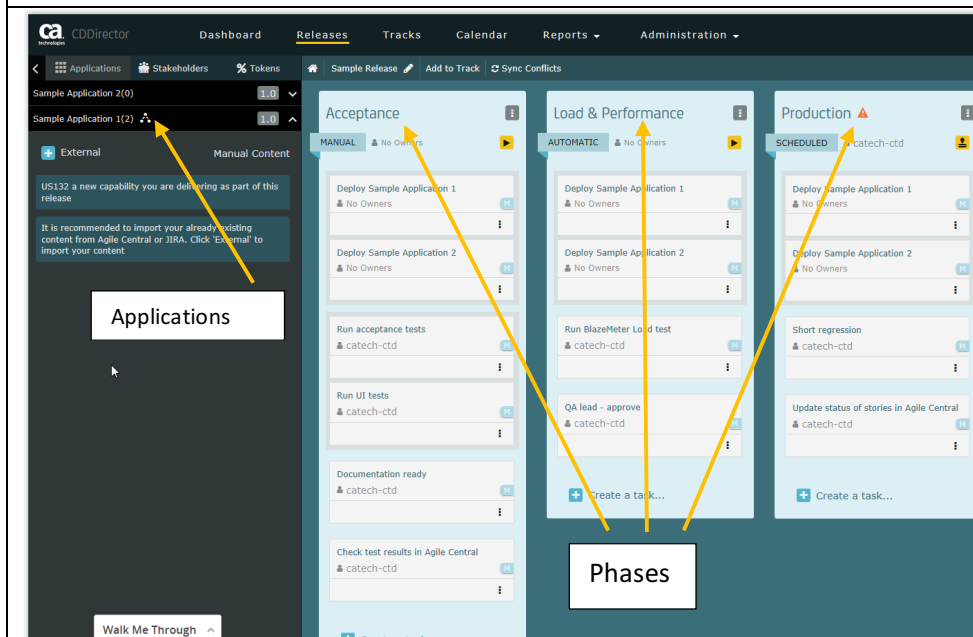 ca. CDDirector
technologies
Dashboard Releases Tracks Calendar Reports Administration
Applications Stakeholders % Tokens
Sample Release Add to Track Sync Conflicts
Sample Application 2(0) 1.0
Sample Application 1(2) 1.0
External Manual Content
US132 a new capability you are delivering as part of this
release
It is recommended to import your already existing
content from Agile Central or JIRA. Click 'External' to
import your content
Applications
Walk Me Through
Acceptance
MANUAL No Owners
Deploy Sample Application 1
No Owners
M
Deploy Sample Application 2
No Owners
M
Run acceptance tests
catech-ctd
M
Run UI tests
catech-ctd
M
Documentation ready
catech-ctd
M
Check test results in Agile Central
catech-ctd
M
Load & Performance
AUTOMATIC No Owners
Deploy Sample Application 1
No Owners
M
Deploy Sample Application 2
No Owners
M
Run BlazeMeter Load test
catech-ctd
M
QA lead - approve
catech-ctd
M
Create a task...
Production
SCHEDULED catech-ctd
Deploy Sample Application 1
No Owners
M
Deploy Sample Application 2
No Owners
M
Short regression
catech-ctd
M
Update status of stories in Agile Central
catech-ctd
M
Create a task...
Phases